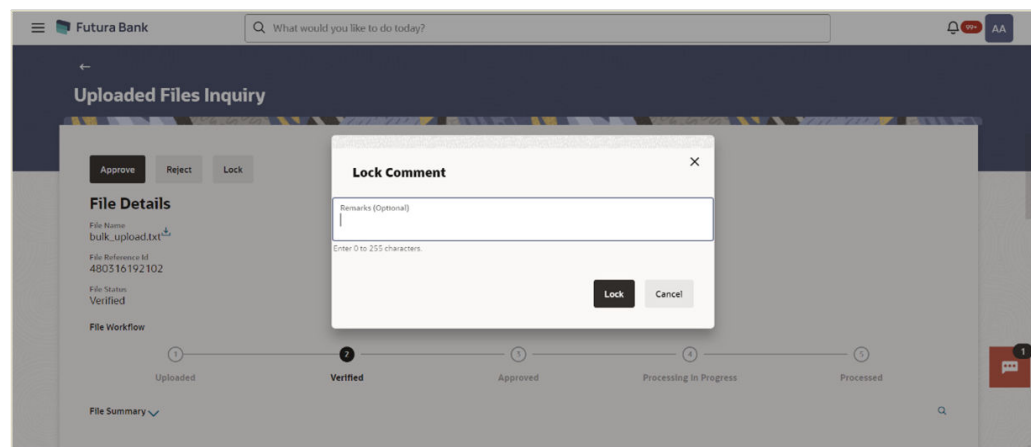 Futura Bank
What would you like to do today?
99+
AA
Uploaded Files Inquiry
Approve Reject Lock
Lock Comment
Remarks (Optional)
Enter 0 to 255 characters.
Lock Cancel
File Details
File Name
bulk_upload.txt
File Reference Id
480316192102
File Status
Verified
File Workflow
1 2 3 4 5
Uploaded Verified Approved Processing In Progress Processed
1
File Summary